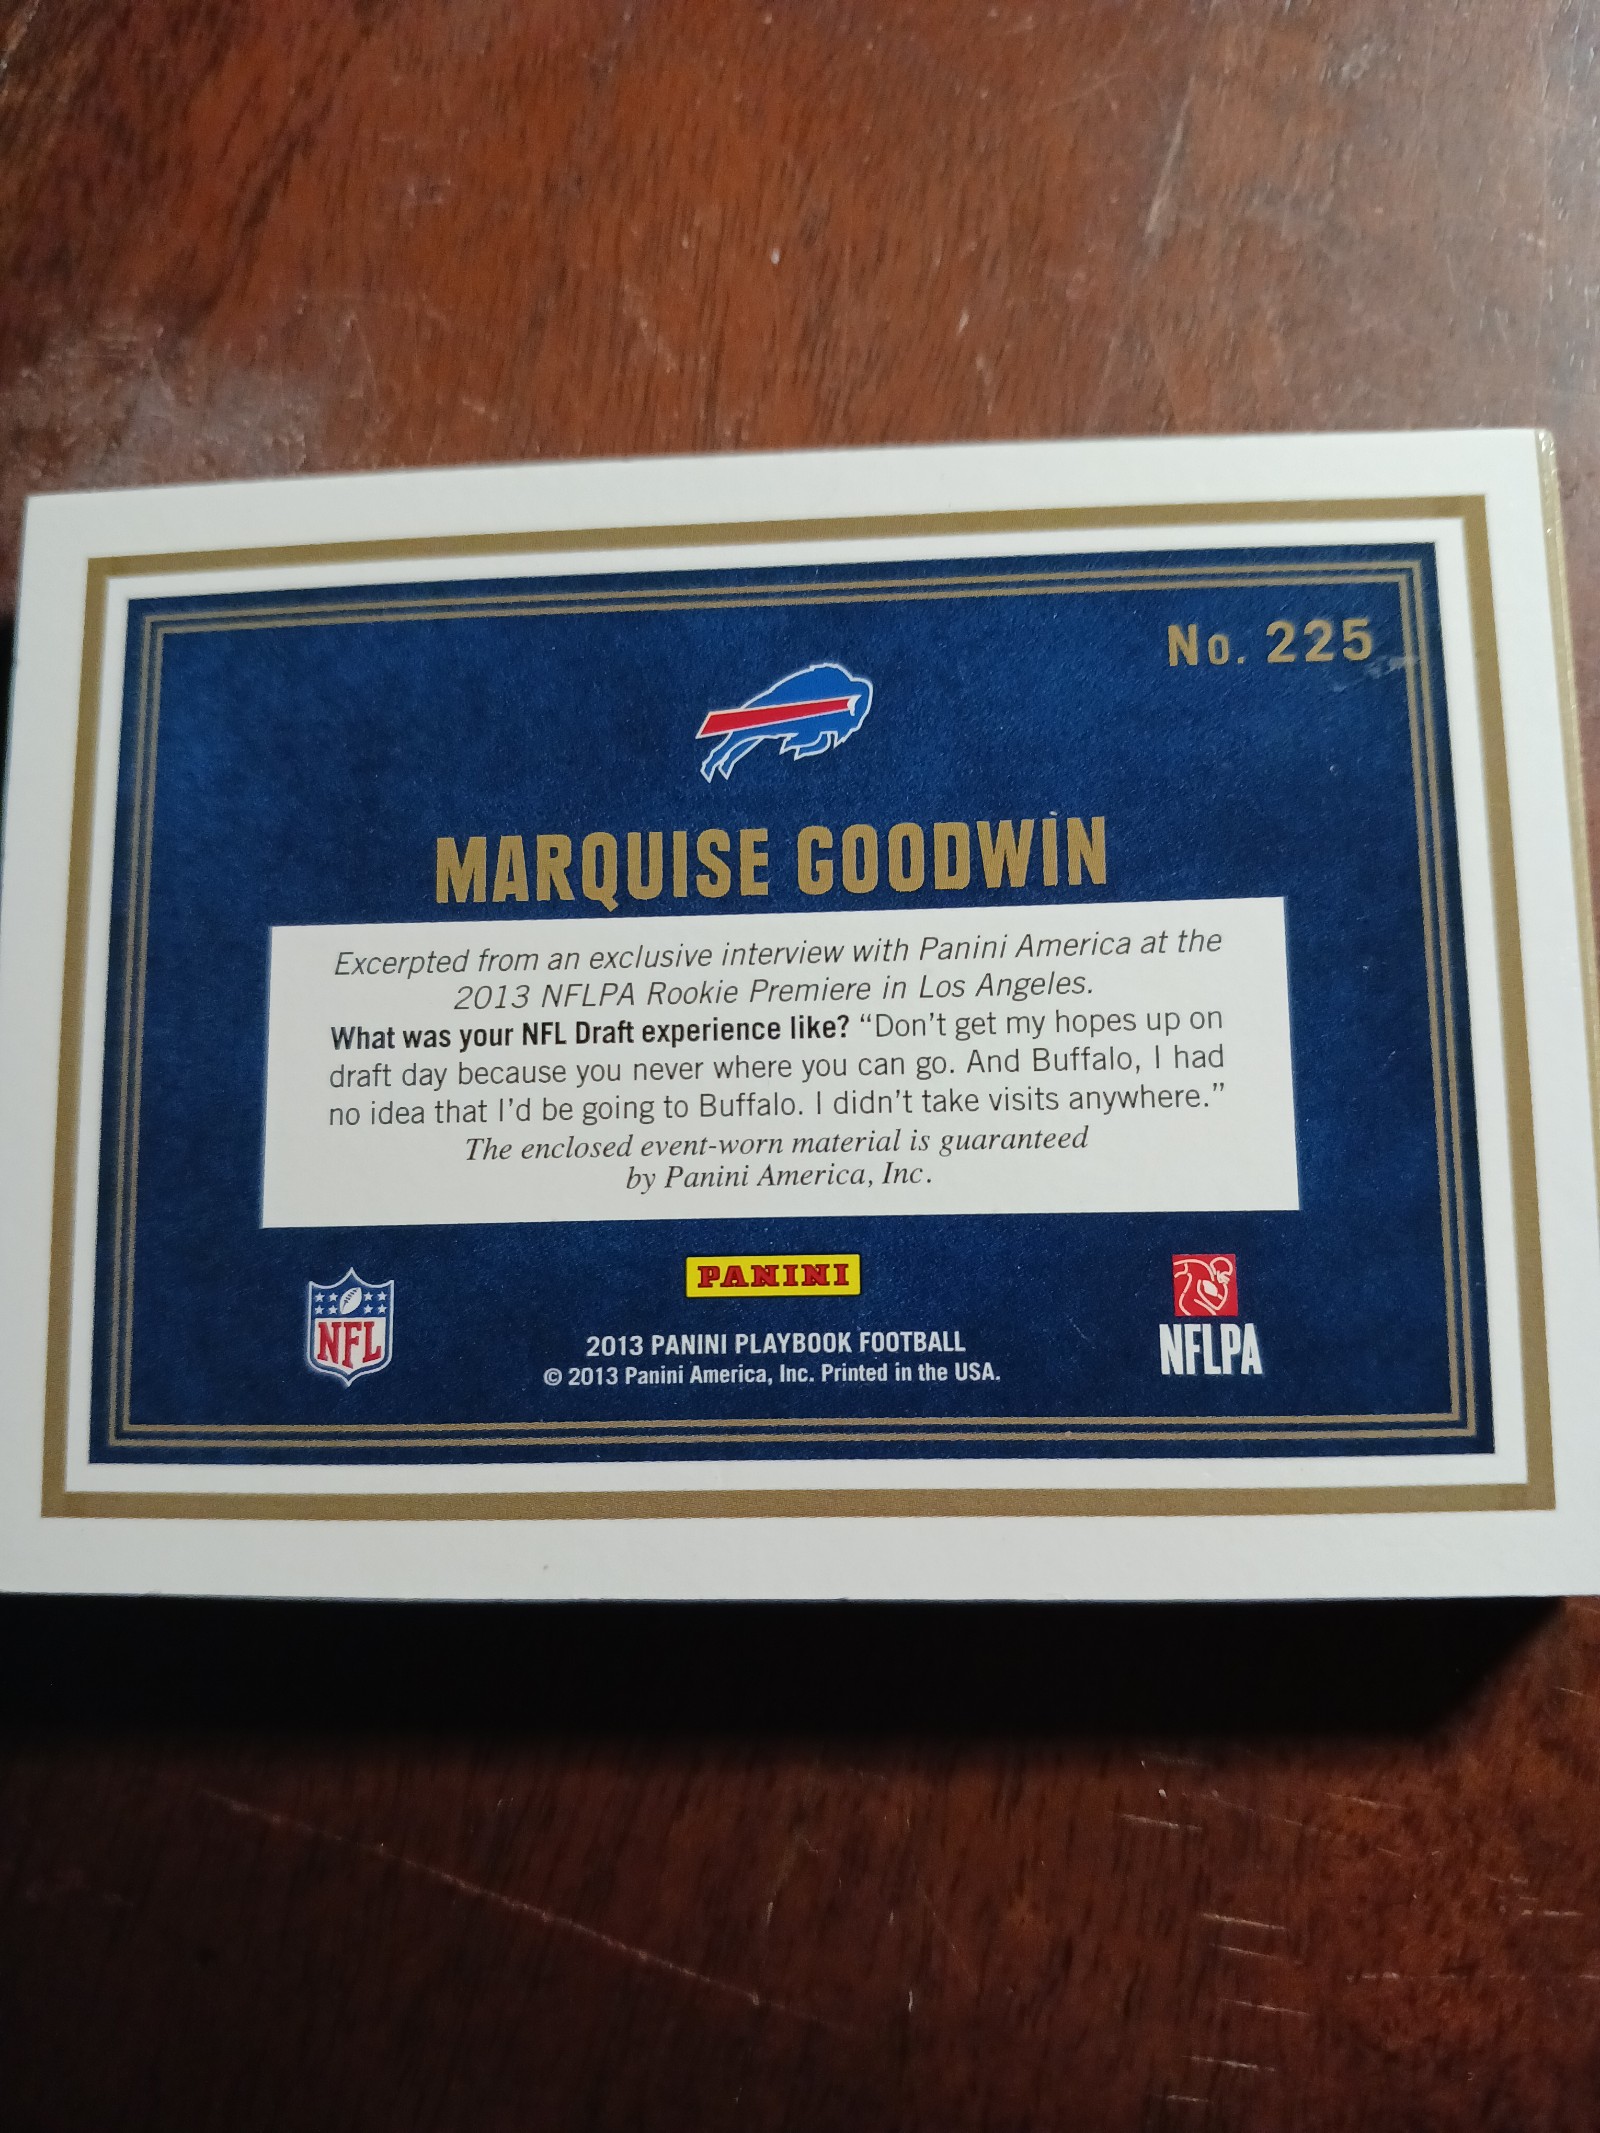 No. 225
MARQUISE GOODWIN
Excerpted from an exclusive interview with Panini America at the
2013 NFLPA Rookie Premiere in Los Angeles.
What was your NFL Draft experience like? “Don't get my hopes up on
draft day because you never where you can go. And Buffalo, I had
no idea that I'd be going to Buffalo. I didn't take visits anywhere.”
The enclosed event-worn material is guaranteed
by Panini America, Inc.
NFL
PANINI
2013 PANINI PLAYBOOK FOOTBALL
© 2013 Panini America, Inc. Printed in the USA.
NFLPA